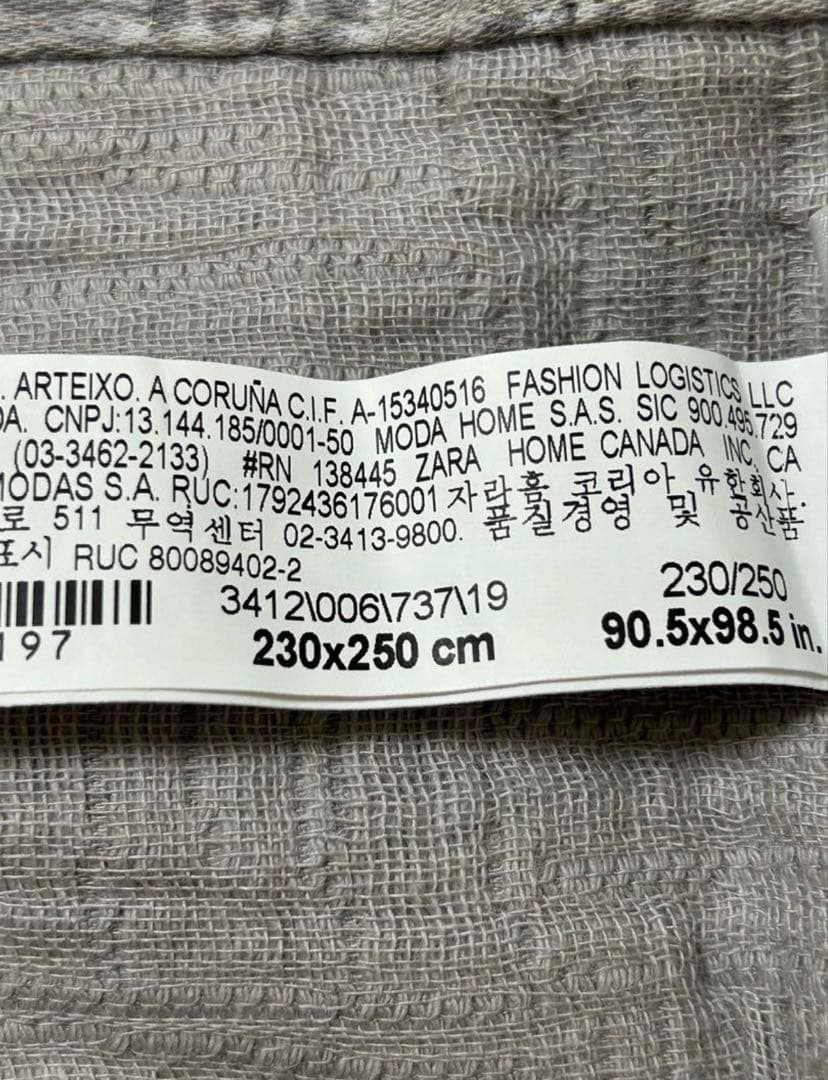 . ARTEIXO. A CORUÑA C.I.F. A-15340516 FASHION LOGISTICS LLC
DA. CNPJ:13.144.185/0001-50 MODA HOME S.A.S. SIC 900.495.729
(03-3462-2133) #RN 138445 ZARA HOME CANADA INC, CA
MODAS S.A. RUC:1792436176001 자라홈 코리아 유한회사.
로 511 무역센터 02-3413-9800. 품질경영 및 공산품
표시 RUC 80089402-2
3412\006\737\19 230/250
197 230x250 cm 90.5x98.5 in.